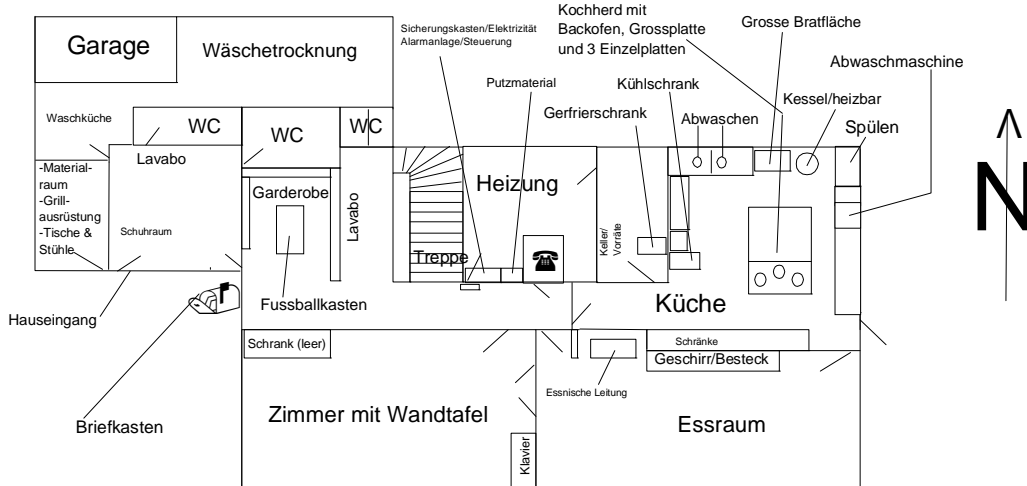 Garage
Wäschetrocknung
Sicherungskasten/Elektrizität
Alarmanlage/Steuerung
Kochherd mit
Backofen, Grossplatte
und 3 Einzelplatten
Grosse Bratfläche
Abwaschmaschine
Putzmaterial
Kühlschrank
Gerfrierschrank
Kessel/heizbar
Waschküche
WC
WC
WC
Abwaschen
Spülen
Lavabo
-Material-
raum
-Grill-
ausrüstung
-Tische &
Stühle
Schuhraum
Garderobe
Lavabo
Heizung
N
Treppe
Keller/
Vorräte
Hauseingang
Fussballkasten
Küche
Schrank (leer)
Schränke
Geschirr/Besteck
Essnische Leitung
Briefkasten
Zimmer mit Wandtafel
Klavier
Essraum